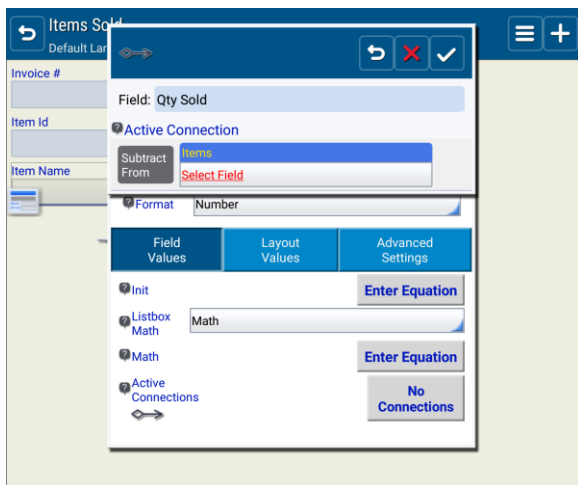 Items So
Default Lar
Invoice #
Item Id
Item Name
Field: Qty Sold
Active Connection
Subtract
From
Items
Select Field
Format
Number
Field
Values
Layout
Values
Advanced
Settings
Init
Enter Equation
Listbox
Math
Math
Math
Enter Equation
Active
Connections
No
Connections